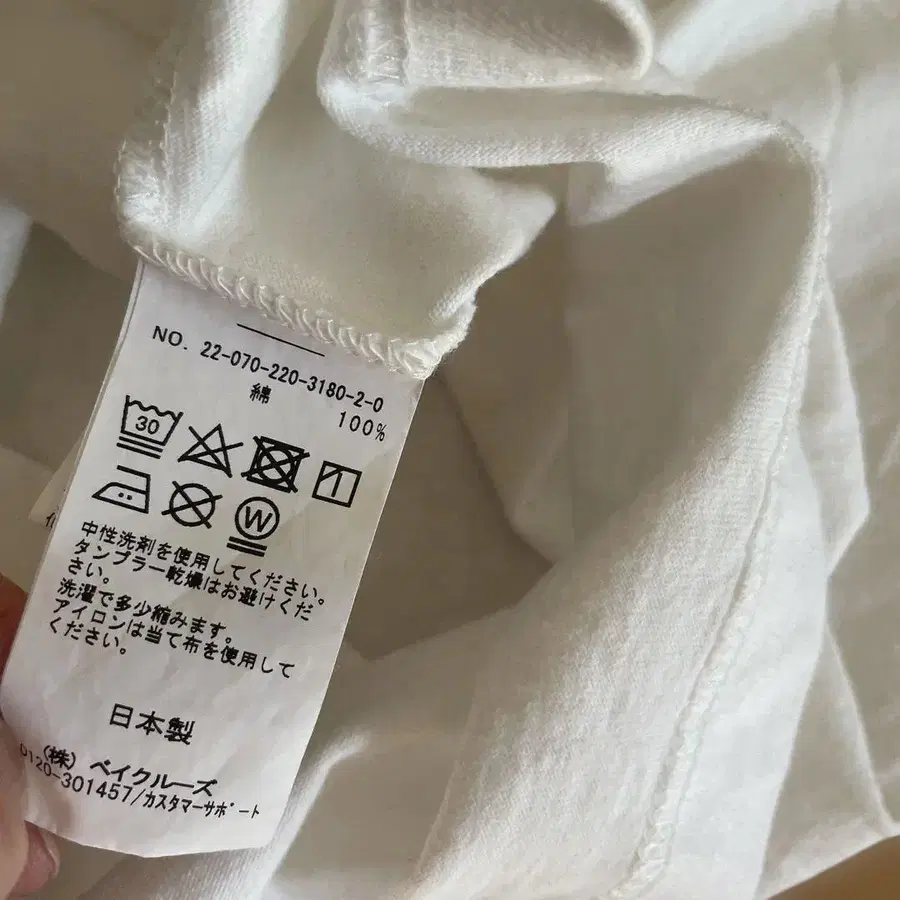 NO. 22-070-220-3180-2-0
綿 100%
30
W
中性洗剤を使用してください。
タンブラー乾燥はお避けくだ
さい。
洗濯で多少縮みます。
アイロンは当て布を使用して
ください。
日本製
(株) ベイクルーズ
0120-301457/カスタマーサポート